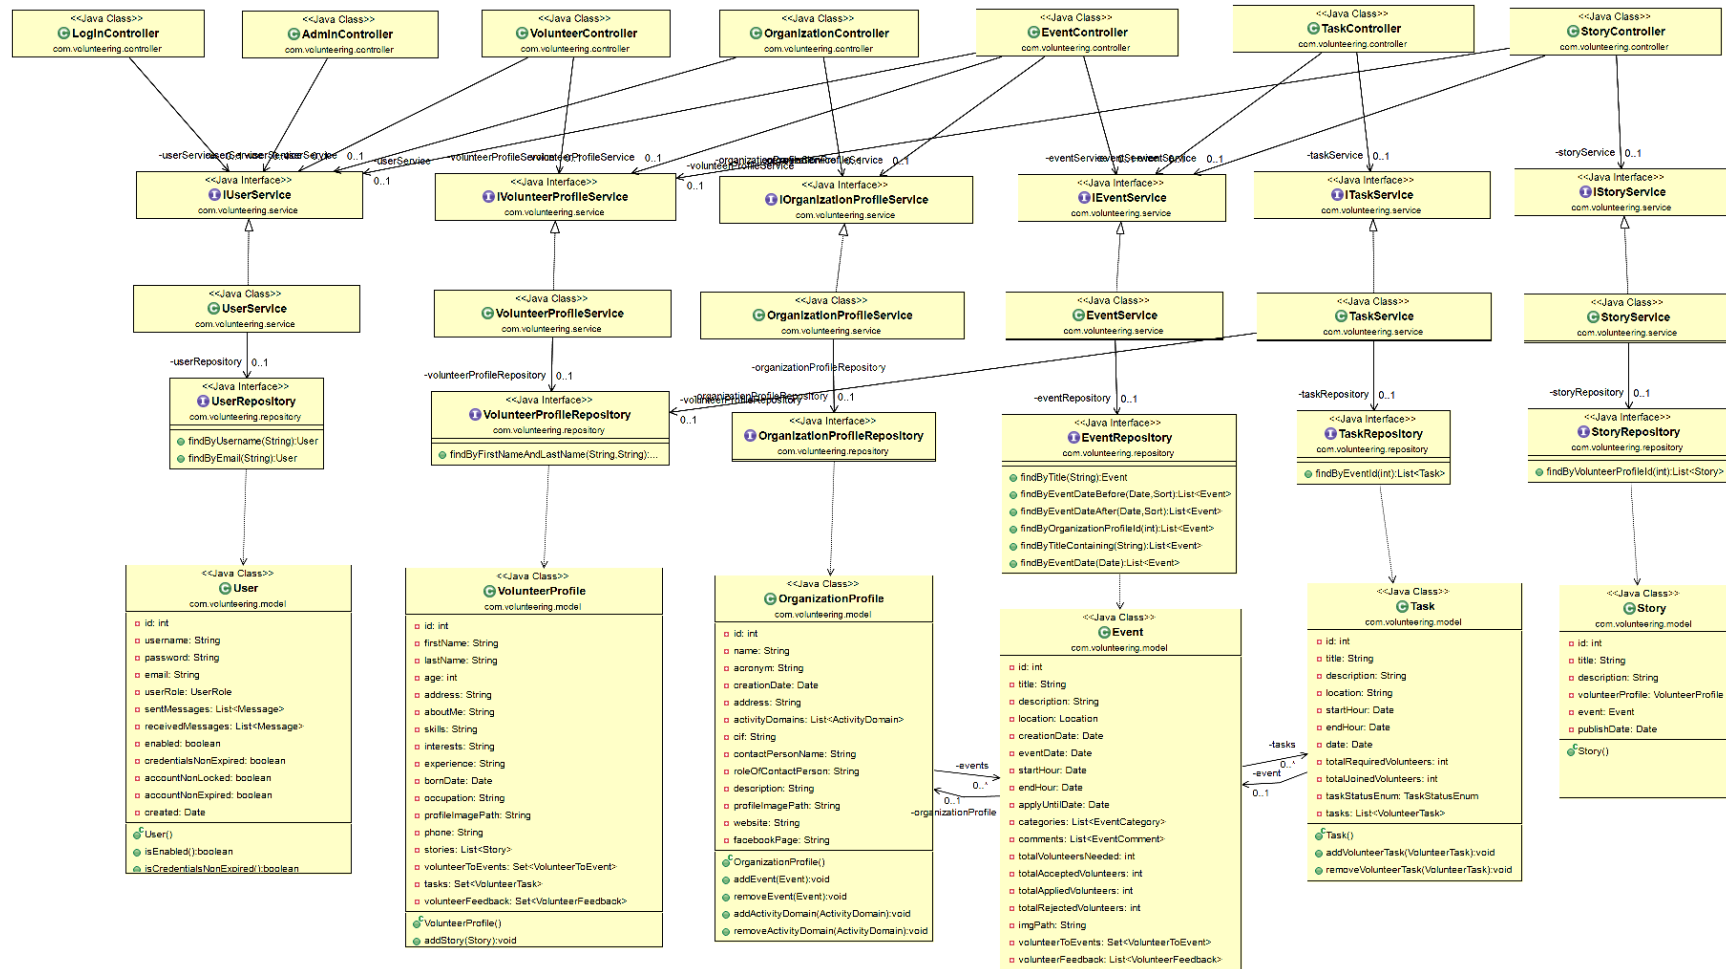 <<Java Class>>
LoginController
com.volunteering.controller
<<Java Class>>
AdminController
com.volunteering.controller
<<Java Class>>
VolunteerController
com.volunteering.controller
<<Java Class>>
OrganizationController
com.volunteering.controller
<<Java Class>>
EventController
com.volunteering.controller
<<Java Class>>
TaskController
com.volunteering.controller
<<Java Class>>
StoryController
com.volunteering.controller
-userService
0..1
-userService
0..1
-volunteerProfileService
0..1
-volunteerProfileService
0..1
0..1
-eventService
-eventService
0..1
-taskService
0..1
-storyService
0..1
<<Java Interface>>
IUserService
com.volunteering.service
<<Java Interface>>
IVolunteerProfileService
com.volunteering.service
<<Java Interface>>
IOrganizationProfileService
com.volunteering.service
<<Java Interface>>
IEventService
com.volunteering.service
<<Java Interface>>
ITaskService
com.volunteering.service
<<Java Interface>>
IStoryService
com.volunteering.service
<<Java Class>>
UserService
com.volunteering.service
<<Java Class>>
VolunteerProfileService
com.volunteering.service
<<Java Class>>
OrganizationProfileService
com.volunteering.service
<<Java Class>>
EventService
com.volunteering.service
<<Java Class>>
TaskService
com.volunteering.service
<<Java Class>>
StoryService
com.volunteering.service
-userRepository
0..1
-volunteerProfileRepository
0..1
-organizationProfileRepository
-organizationProfileRepository
0..1
-volunteerProfileRepository
0..1
-eventRepository
0..1
-taskRepository
0..1
-storyRepository
0..1
<<Java Interface>>
UserRepository
com.volunteering.repository
findByUsername(String):User
findByEmail(String):User
<<Java Interface>>
VolunteerProfileRepository
com.volunteering.repository
findByFirstNameAndLastName(String,String):...
<<Java Interface>>
OrganizationProfileRepository
com.volunteering.repository
<<Java Interface>>
EventRepository
com.volunteering.repository
findByTitle(String):Event
findByEventDateBefore(Date,Sort):List<Event>
findByEventDateAfter(Date,Sort):List<Event>
findByOrganizationProfileId(int):List<Event>
findByTitleContaining(String):List<Event>
findByEventDate(Date):List<Event>
<<Java Interface>>
TaskRepository
com.volunteering.repository
findByEventId(int):List<Task>
<<Java Interface>>
StoryRepository
com.volunteering.repository
findByVolunteerProfileId(int):List<Story>
<<Java Class>>
User
com.volunteering.model
id: int
username: String
password: String
email: String
userRole: UserRole
sentMessages: List<Message>
receivedMessages: List<Message>
enabled: boolean
credentialsNonExpired: boolean
accountNonLocked: boolean
accountNonExpired: boolean
created: Date
User()
isEnabled():boolean
isCredentialsNonExpired():boolean
<<Java Class>>
VolunteerProfile
com.volunteering.model
id: int
firstName: String
lastName: String
age: int
address: String
aboutMe: String
skills: String
interests: String
experience: String
bornDate: Date
occupation: String
profileImagePath: String
phone: String
stories: List<Story>
volunteerToEvents: Set<VolunteerToEvent>
tasks: Set<VolunteerTask>
volunteerFeedback: Set<VolunteerFeedback>
VolunteerProfile()
addStory(Story):void
<<Java Class>>
OrganizationProfile
com.volunteering.model
id: int
name: String
acronym: String
creationDate: Date
address: String
activityDomains: List<ActivityDomain>
cif: String
contactPersonName: String
roleOfContactPerson: String
description: String
profileImagePath: String
website: String
facebookPage: String
OrganizationProfile()
addEvent(Event):void
removeEvent(Event):void
addActivityDomain(ActivityDomain):void
removeActivityDomain(ActivityDomain):void
-events
0..*
0..1
-organizationProfile
<<Java Class>>
Event
com.volunteering.model
id: int
title: String
description: String
location: Location
creationDate: Date
eventDate: Date
startHour: Date
endHour: Date
applyUntilDate: Date
categories: List<EventCategory>
comments: List<EventComment>
totalVolunteersNeeded: int
totalAcceptedVolunteers: int
totalAppliedVolunteers: int
totalRejectedVolunteers: int
imgPath: String
volunteerToEvents: Set<VolunteerToEvent>
volunteerFeedback: List<VolunteerFeedback>
-tasks
0..*
-event
0..1
<<Java Class>>
Task
com.volunteering.model
id: int
title: String
description: String
location: String
startHour: Date
endHour: Date
date: Date
totalRequiredVolunteers: int
totalJoinedVolunteers: int
taskStatusEnum: TaskStatusEnum
tasks: List<VolunteerTask>
Task()
addVolunteerTask(VolunteerTask):void
removeVolunteerTask(VolunteerTask):void
<<Java Class>>
Story
com.volunteering.model
id: int
title: String
description: String
volunteerProfile: VolunteerProfile
event: Event
publishDate: Date
Story()